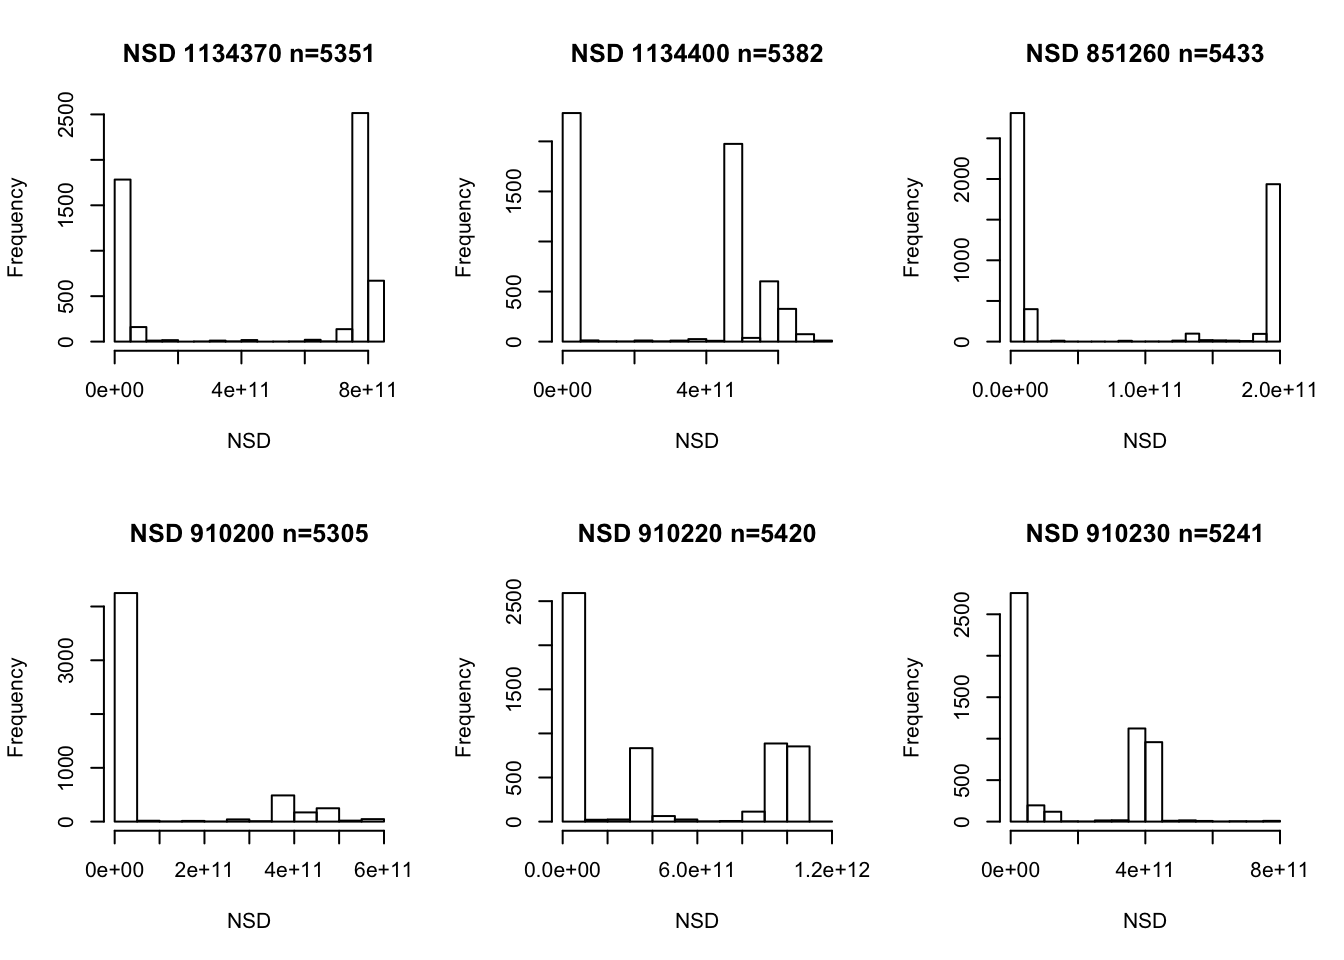 NSD 1134370 n=5351
Frequency
2500
1500
500
0
0e+00 4e+11 8e+11
NSD
NSD 1134400 n=5382
Frequency
1500
500
0
0e+00 4e+11
NSD
NSD 851260 n=5433
Frequency
2000
1000
0
0.0e+00 1.0e+11 2.0e+11
NSD
NSD 910200 n=5305
Frequency
3000
1000
0
0e+00 2e+11 4e+11 6e+11
NSD
NSD 910220 n=5420
Frequency
2500
1500
500
0
0.0e+00 6.0e+11 1.2e+12
NSD
NSD 910230 n=5241
Frequency
2500
1500
500
0
0e+00 4e+11 8e+11
NSD